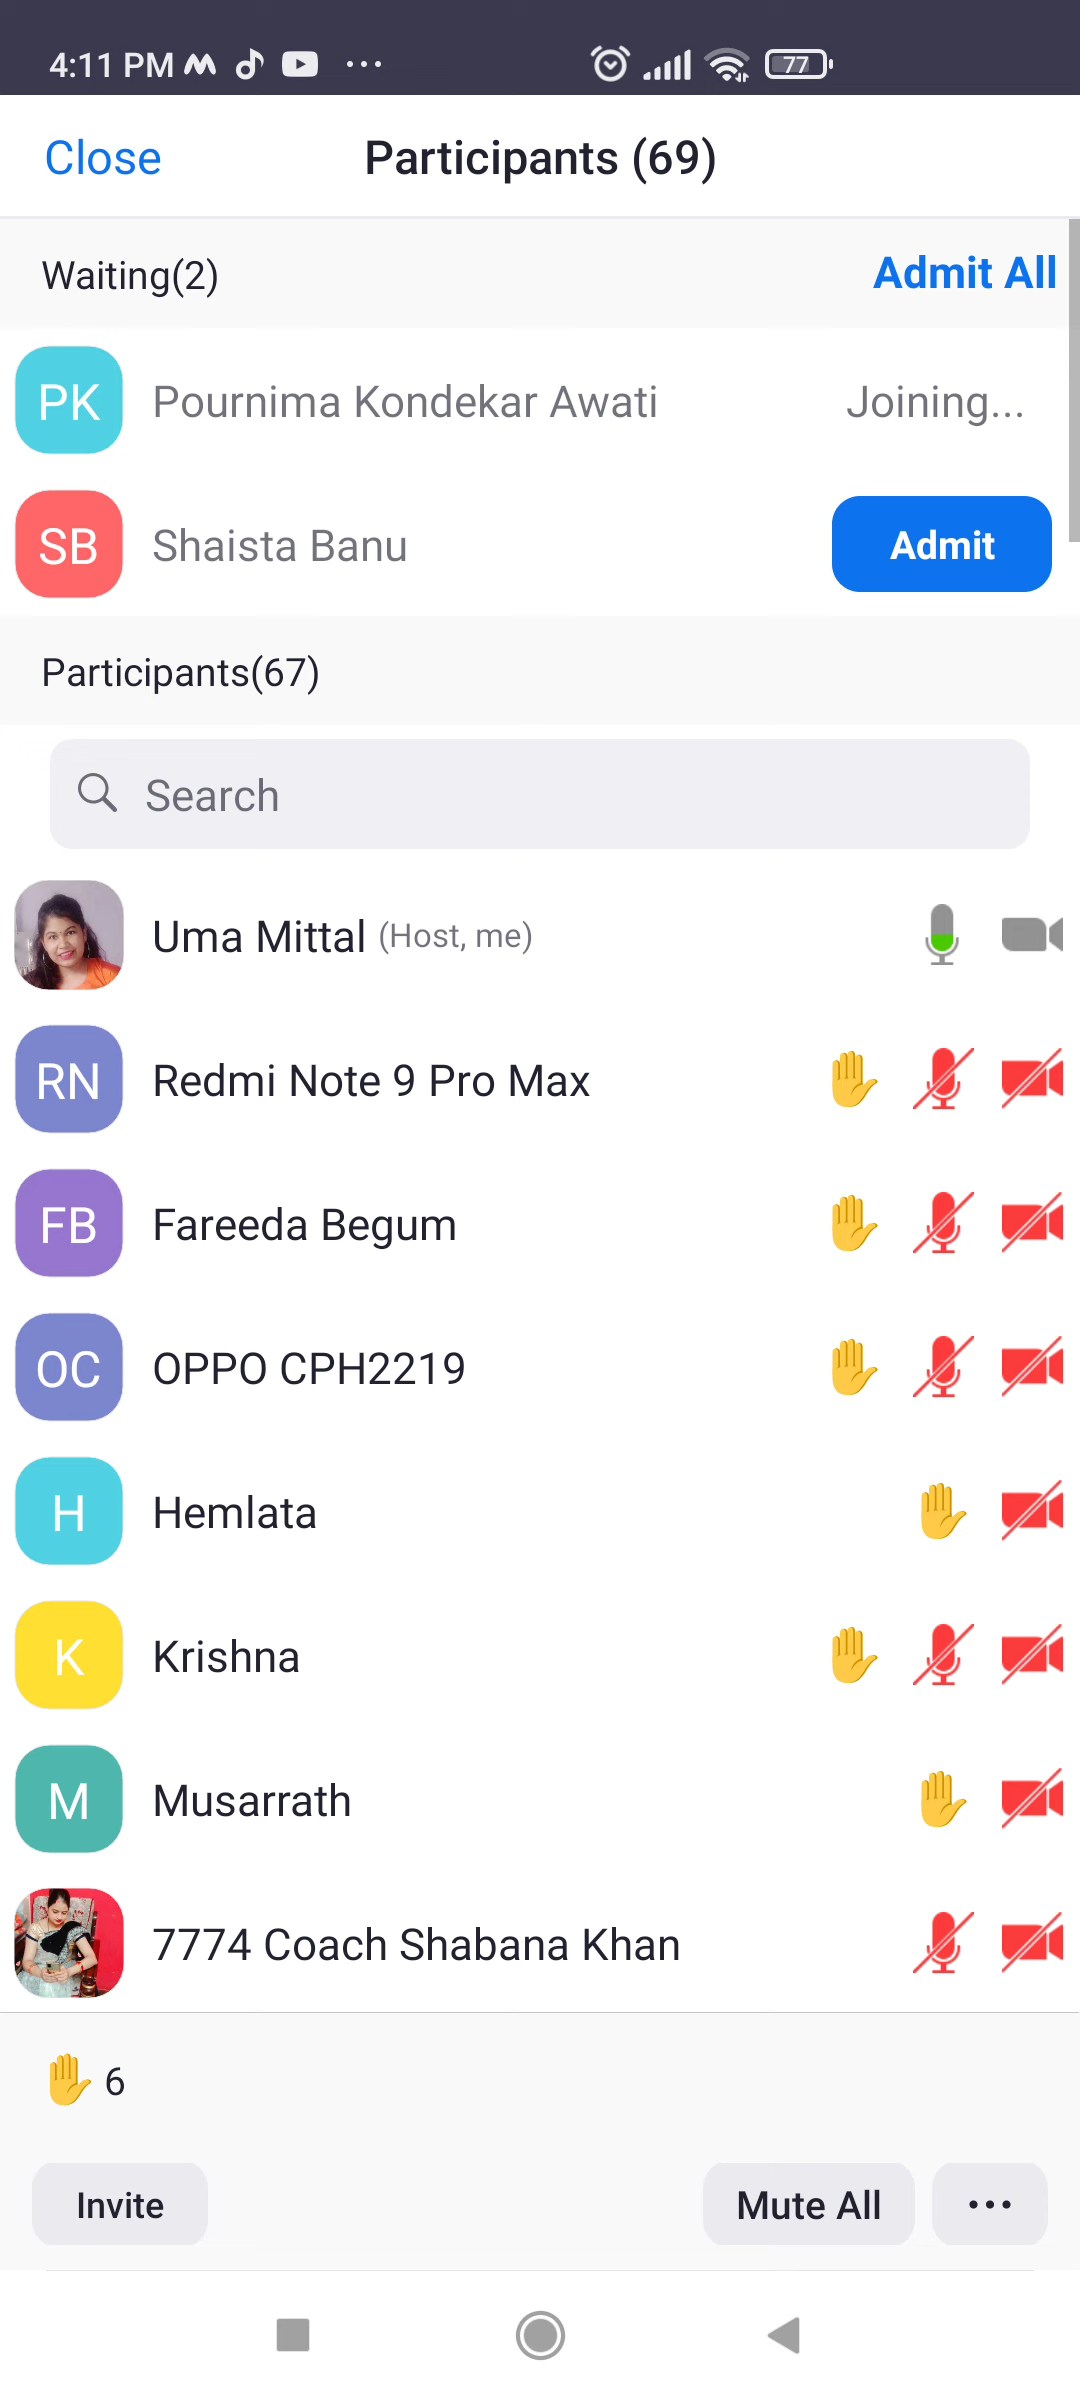 4:11 PM 77
Close Participants (69)
Waiting(2) Admit All
PK Pournima Kondekar Awati Joining...
SB Shaista Banu Admit
Participants(67)
Search
Uma Mittal (Host, me)
RN Redmi Note 9 Pro Max
FB Fareeda Begum
OC OPPO CPH2219
H Hemlata
K Krishna
M Musarrath
7774 Coach Shabana Khan
6
Invite Mute All